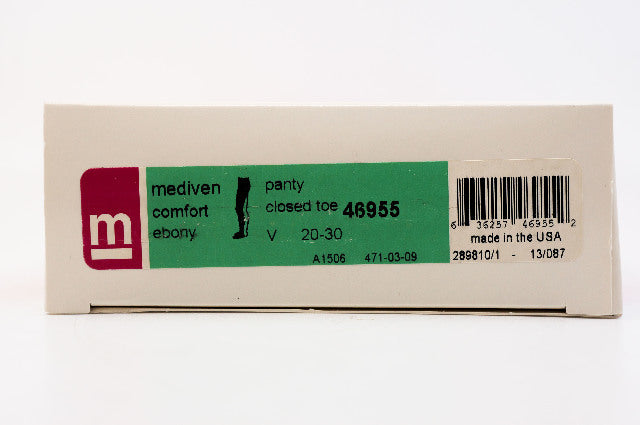 m
mediven
comfort
ebony
panty
closed toe 46955
V 20-30
A1506 471-03-09
6 36257 46955 2
made in the USA
289810/1 - 13/087